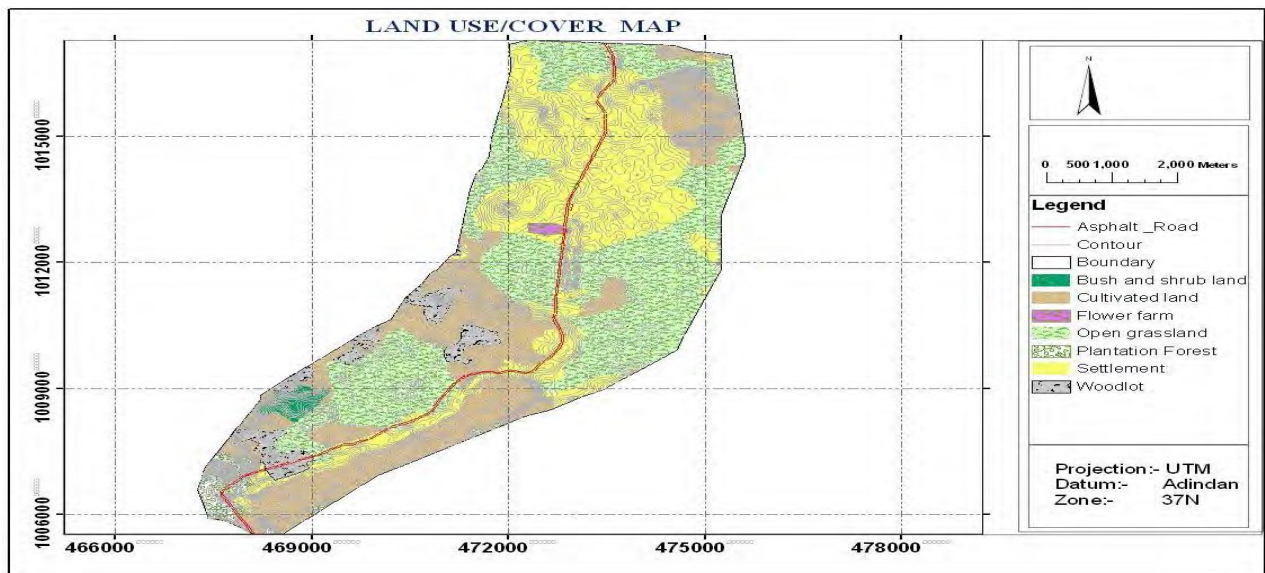 LAND USE/COVER MAP
N
0 500 1,000 2,000 Meters
Legend
Asphalt _Road
Contour
Boundary
Bush and shrub land
Cultivated land
Flower farm
Open grassland
Plantation Forest
Settlement
Woodlot
Projection:- UTM
Datum:- Adindan
Zone:- 37N
1015000
1012000
1009000
1006000
466000 469000 472000 475000 478000